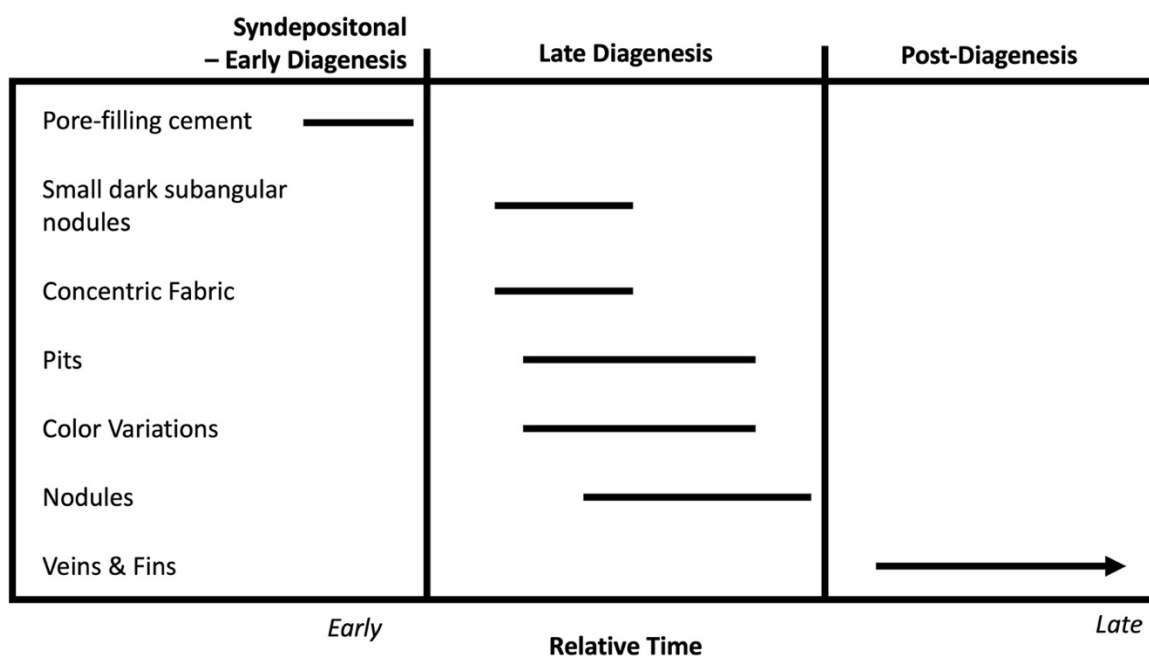 Syndepositonal
– Early Diagenesis
Late Diagenesis
Post-Diagenesis
Pore-filling cement
Small dark subangular
nodules
Concentric Fabric
Pits
Color Variations
Nodules
Veins & Fins
Early
Late
Relative Time